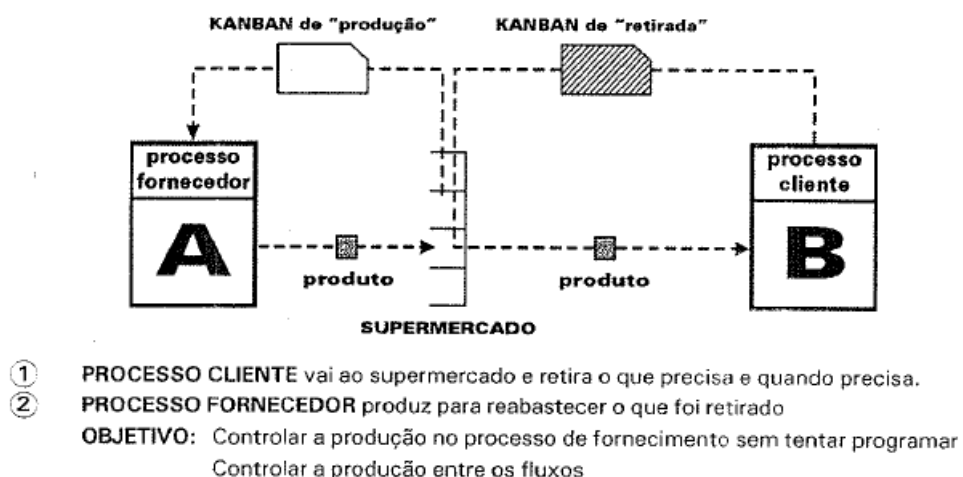 KANBAN de "produção" KANBAN de "retirada"
processo
fornecedor
A
processo
cliente
B
produto
produto
SUPERMERCADO
1 PROCESSO CLIENTE vai ao supermercado e retira o que precisa e quando precisa.
2 PROCESSO FORNECEDOR produz para reabastecer o que foi retirado
OBJETIVO: Controlar a produção no processo de fornecimento sem tentar programar
Controlar a produção entre os fluxos